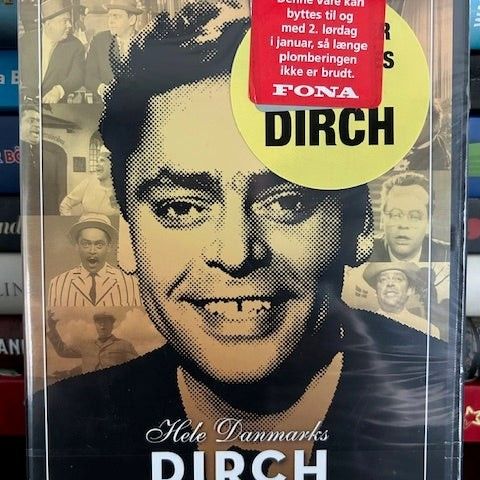 Denne vare kan
byttes til og
med 2. lørdag
i januar, så længe
plomberingen
ikke er brudt.
FONA
DIRCH
Hele Danmarks
DIRCH